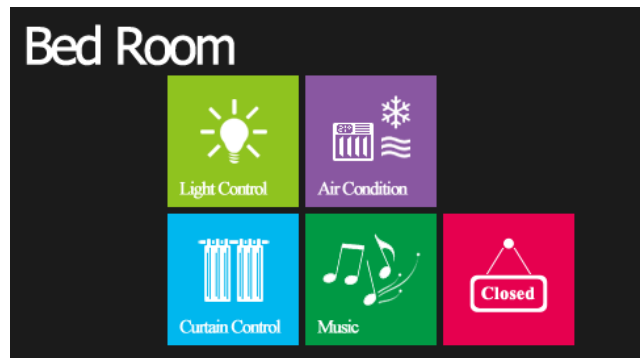 Bed Room
Light Control
Air Condition
Curtain Control
Music
Closed